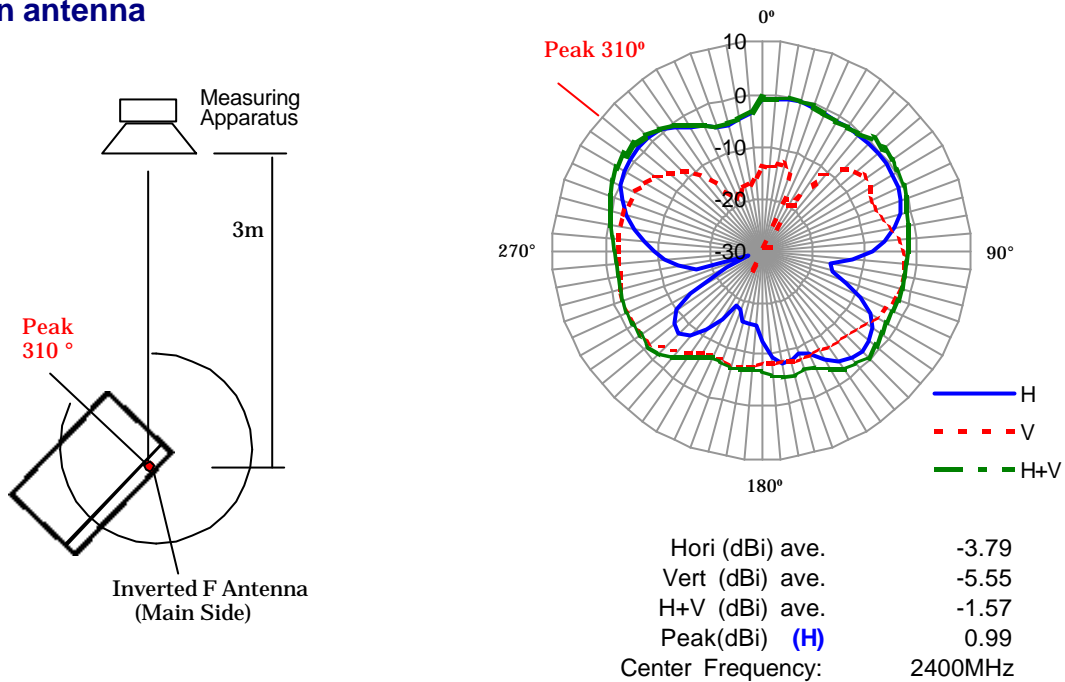 n antenna
Measuring
Apparatus
3m
Peak
310 °
Inverted F Antenna
(Main Side)
Peak 310º
0º
10
0
-10
-20
-30
270°
90°
180º
H
V
H+V
Hori (dBi) ave. -3.79
Vert (dBi) ave. -5.55
H+V (dBi) ave. -1.57
Peak(dBi) (H) 0.99
Center Frequency: 2400MHz